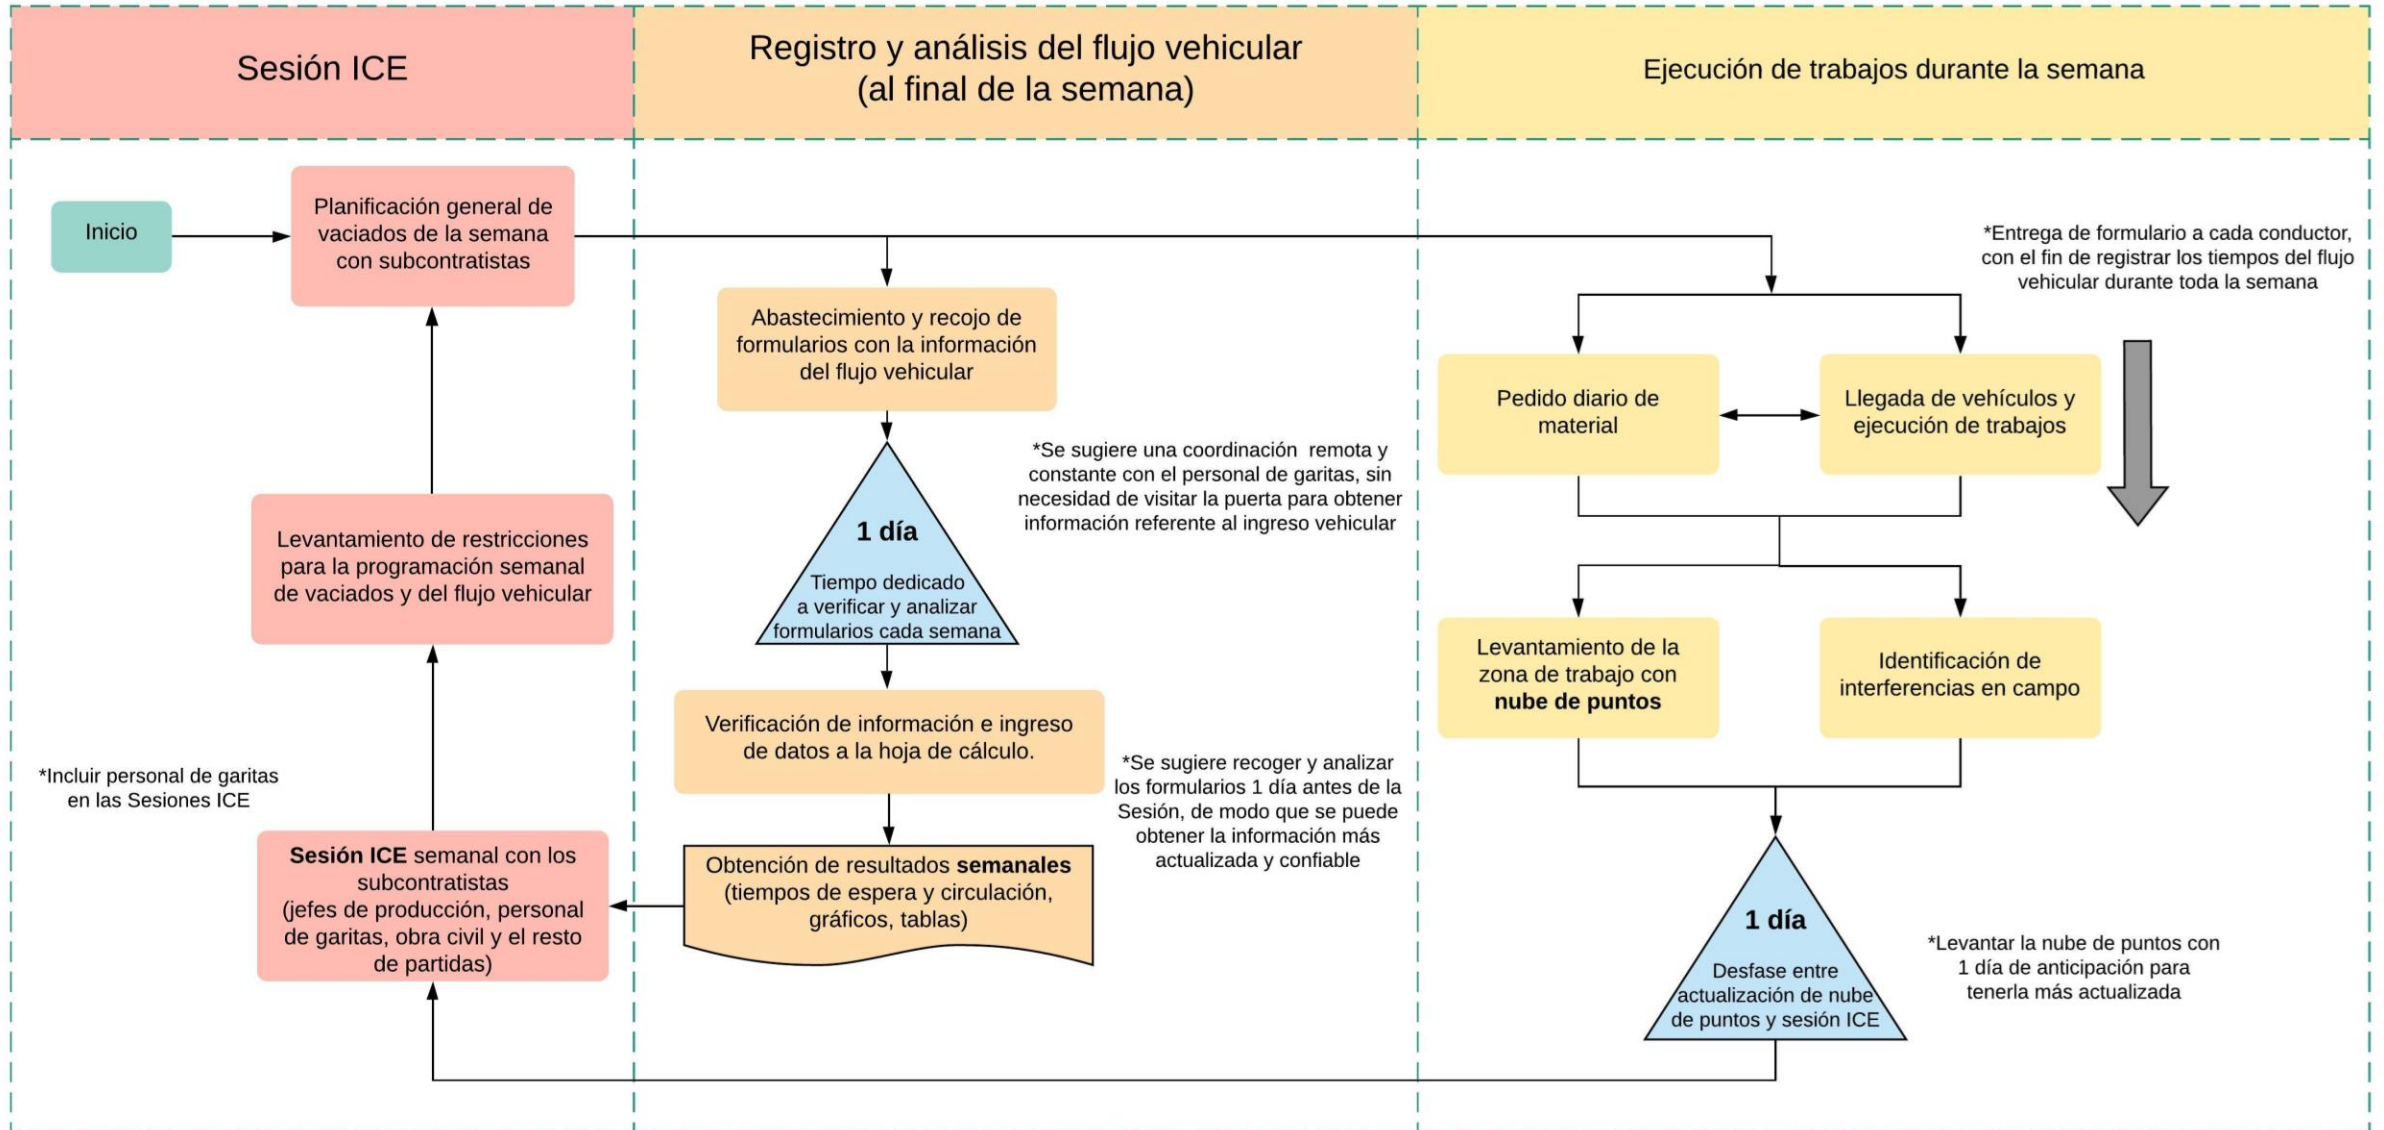 Sesión ICE
Registro y análisis del flujo vehicular
(al final de la semana)
Ejecución de trabajos durante la semana
Inicio
Planificación general de
vaciados de la semana
con subcontratistas
Levantamiento de restricciones
para la programación semanal
de vaciados y del flujo vehicular
*Incluir personal de garitas
en las Sesiones ICE
Sesión ICE semanal con los
subcontratistas
(jefes de producción, personal
de garitas, obra civil y el resto
de partidas)
Abastecimiento y recojo de
formularios con la información
del flujo vehicular
*Se sugiere una coordinación  remota y
constante con el personal de garitas, sin
necesidad de visitar la puerta para obtener
información referente al ingreso vehicular
1 día
Tiempo dedicado
a verificar y analizar
formularios cada semana
Verificación de información e ingreso
de datos a la hoja de cálculo.
*Se sugiere recoger y analizar
los formularios 1 día antes de la
Sesión, de modo que se puede
obtener la información más
actualizada y confiable
Obtención de resultados semanales
(tiempos de espera y circulación,
gráficos, tablas)
*Entrega de formulario a cada conductor,
con el fin de registrar los tiempos del flujo
vehicular durante toda la semana
Pedido diario de
material
Llegada de vehículos y
ejecución de trabajos
Levantamiento de la
zona de trabajo con
nube de puntos
Identificación de
interferencias en campo
1 día
Desfase entre
actualización de nube
de puntos y sesión ICE
*Levantar la nube de puntos con
1 día de anticipación para
tenerla más actualizada